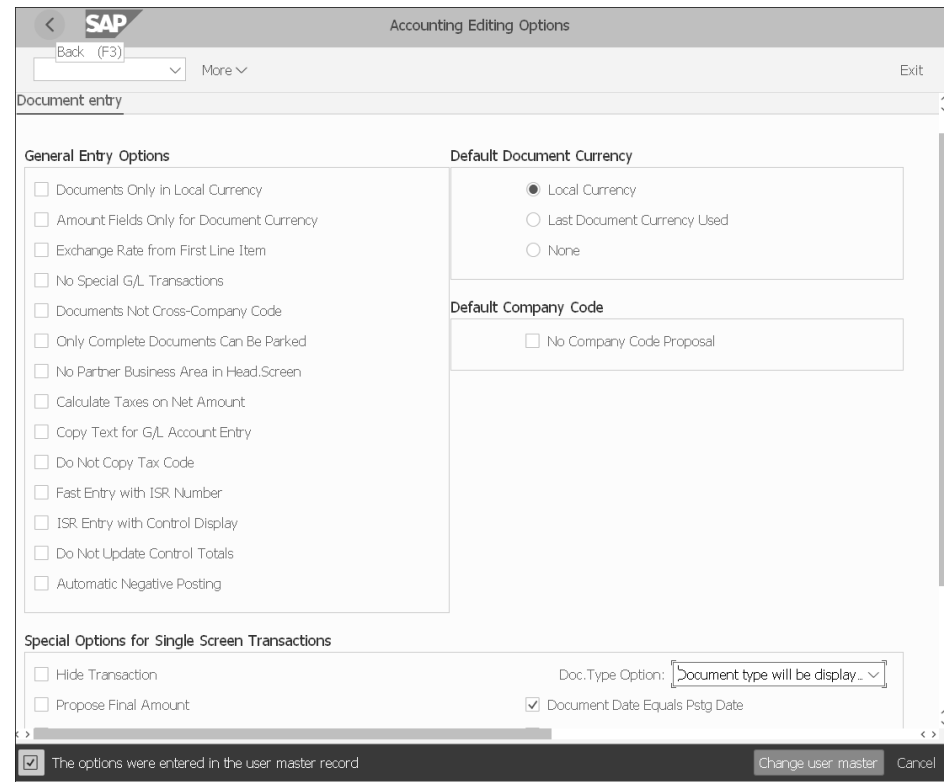 SAP
Accounting Editing Options
Back (F3)
More
Exit
Document entry
General Entry Options
Documents Only in Local Currency
Amount Fields Only for Document Currency
Exchange Rate from First Line Item
No Special G/L Transactions
Documents Not Cross-Company Code
Only Complete Documents Can Be Parked
No Partner Business Area in Head.Screen
Calculate Taxes on Net Amount
Copy Text for G/L Account Entry
Do Not Copy Tax Code
Fast Entry with ISR Number
ISR Entry with Control Display
Do Not Update Control Totals
Automatic Negative Posting
Default Document Currency
Local Currency
Last Document Currency Used
None
Default Company Code
No Company Code Proposal
Special Options for Single Screen Transactions
Hide Transaction
Doc.Type Option: Document type will be display...
Propose Final Amount
Document Date Equals Pstg Date
The options were entered in the user master record
Change user master
Cancel